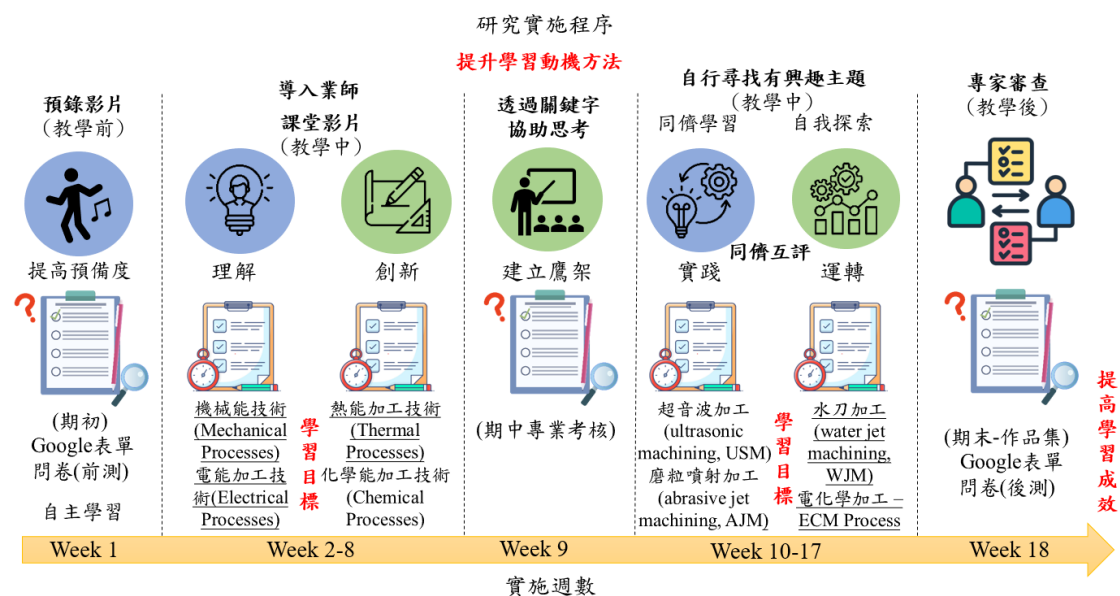 研究實施程序
提升學習動機方法
預錄影片
（教學前）
提高預備度
(期初)
Google表單
問卷(前測)
自主學習
導入業師
課堂影片
（教學中）
理解
創新
機械能技術
(Mechanical
Processes)
電能加工技
術(Electrical
Processes)
學習目標
熱能加工技術
(Thermal
Processes)
化學能加工技術
(Chemical
Processes)
透過關鍵字
協助思考
建立鷹架
(期中專業考核)
自行尋找有興趣主題
（教學中）
同儕學習
自我探索
同儕互評
實踐
運轉
超音波加工
(ultrasonic
machining, USM)
磨粒噴射加工
(abrasive jet
machining, AJM)
學習目標
水刀加工
(water jet
machining,
WJM)
電化學加工 –
ECM Process
專家審查
（教學後）
(期末-作品集)
Google表單
問卷(後測)
提高學習成效
Week 1
Week 2-8
Week 9
Week 10-17
Week 18
實施週數